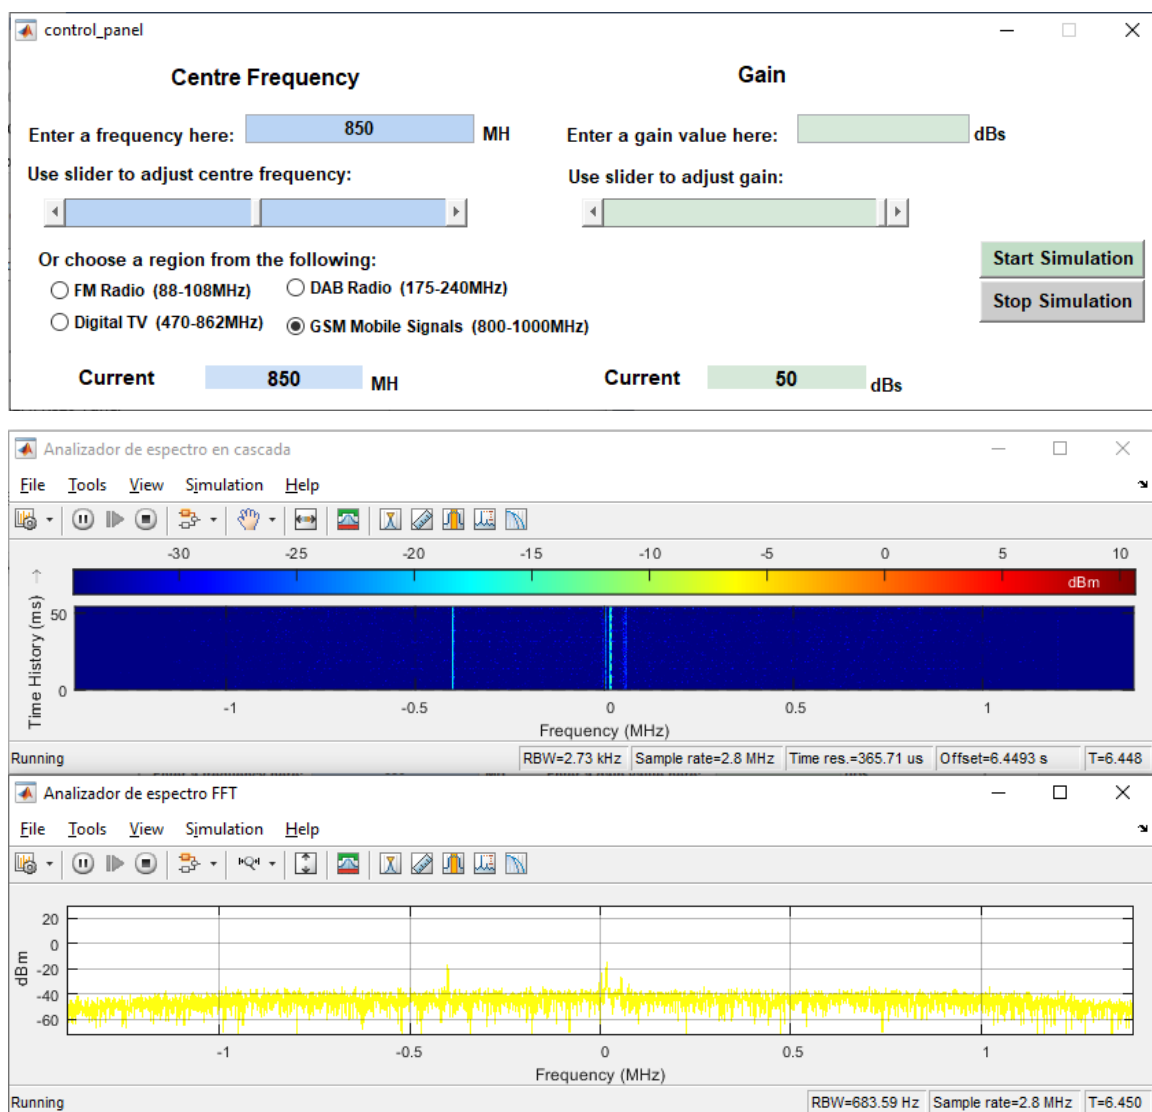 control_panel
Centre Frequency Gain
Enter a frequency here: 850 MH Enter a gain value here: dBs
Use slider to adjust centre frequency: Use slider to adjust gain:
Or choose a region from the following:
FM Radio (88-108MHz) DAB Radio (175-240MHz)
Digital TV (470-862MHz) GSM Mobile Signals (800-1000MHz)
Start Simulation
Stop Simulation
Current 850 MH Current 50 dBs
Analizador de espectro en cascada
File Tools View Simulation Help
-30 -25 -20 -15 -10 -5 0 5 10
dBm
Time History (ms)
50
0
-1 -0.5 0 0.5 1
Frequency (MHz)
Running RBW=2.73 kHz Sample rate=2.8 MHz Time res.=365.71 us Offset=6.4493 s T=6.448
Analizador de espectro FFT
File Tools View Simulation Help
dBm
20
0
-20
-40
-60
-1 -0.5 0 0.5 1
Frequency (MHz)
Running RBW=683.59 Hz Sample rate=2.8 MHz T=6.450